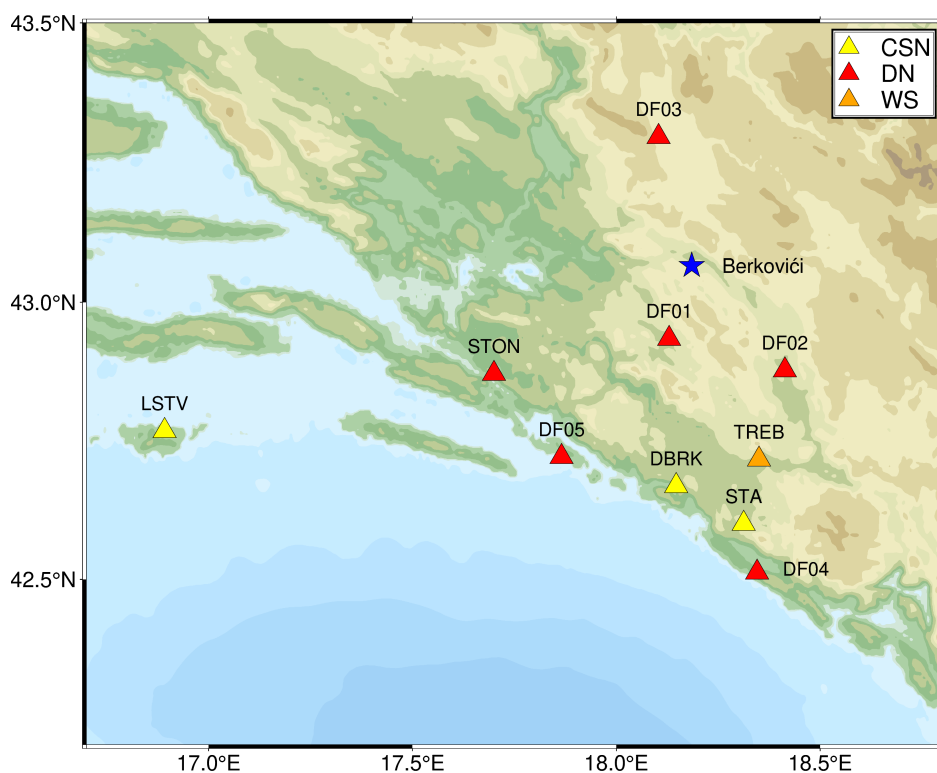 43.5°N
CSN
DN
WS
DF03
Berkovići
43.0°N
DF01
STON
DF02
LSTV
DF05
TREB
DBRK
STA
42.5°N
DF04
17.0°E
17.5°E
18.0°E
18.5°E